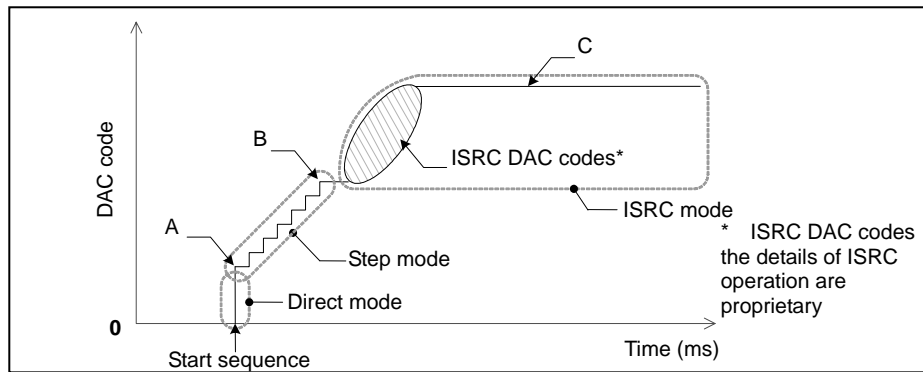 C
DAC code
B
ISRC DAC codes*
A
ISRC mode
* ISRC DAC codes
the details of ISRC
operation are
proprietary
Step mode
Direct mode
0
Start sequence
Time (ms)